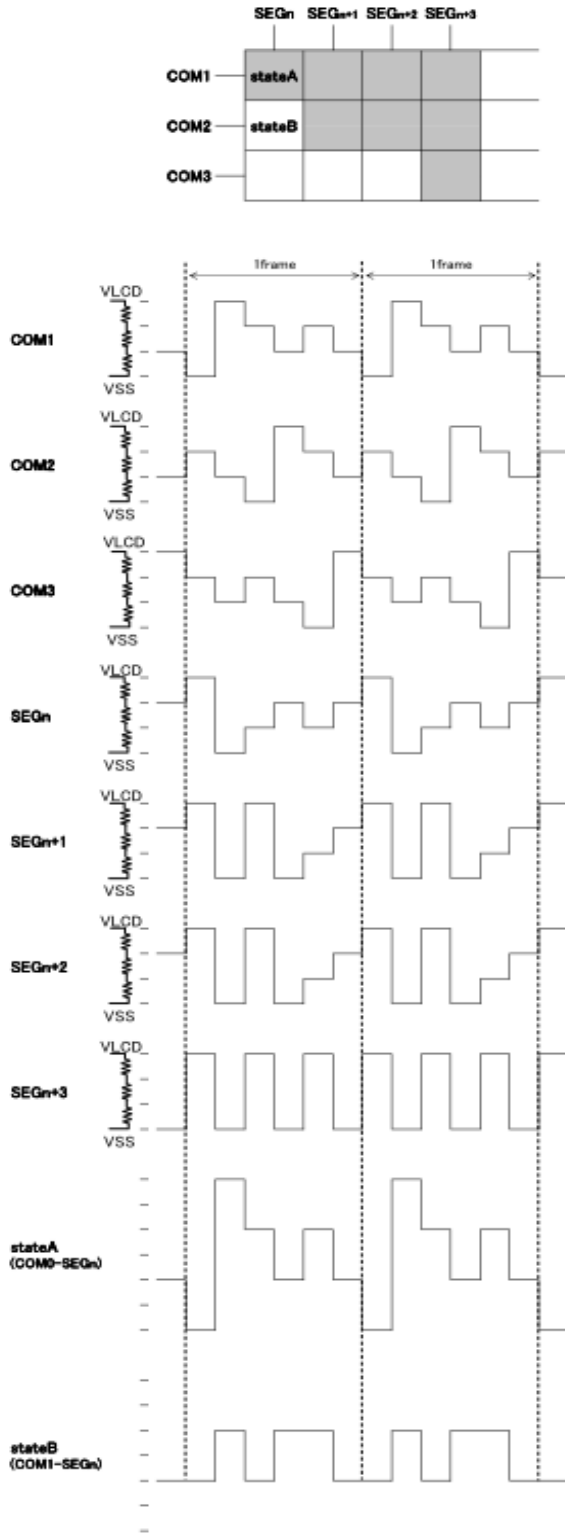 SEGn SEGn+1 SEGn+2 SEGn+3
COM1 stateA
COM2 stateB
COM3
1frame 1frame
VLCD
COM1
VSS
VLCD
COM2
VSS
VLCD
COM3
VSS
VLCD
SEGn
VSS
VLCD
SEGn+1
VSS
VLCD
SEGn+2
VSS
VLCD
SEGn+3
VSS
stateA
(COM0-SEGn)
stateB
(COM1-SEGn)